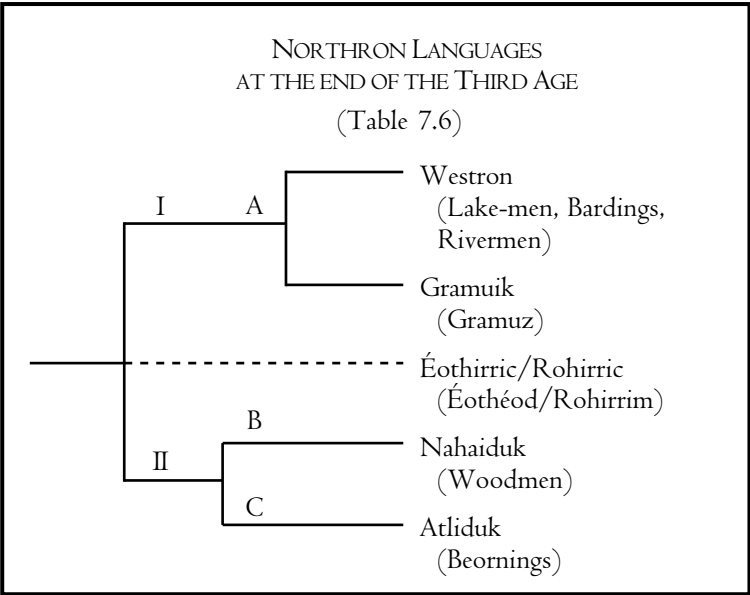 NORTHRON LANGUAGES
AT THE END OF THE THIRD AGE
(Table 7.6)
I
A
Westron
(Lake-men, Bardings,
Rivermen)
Gramuik
(Gramuz)
Éothirric/Rohirric
(Éothéod/Rohirrim)
II
B
Nahaiduk
(Woodmen)
C
Atliduk
(Beornings)